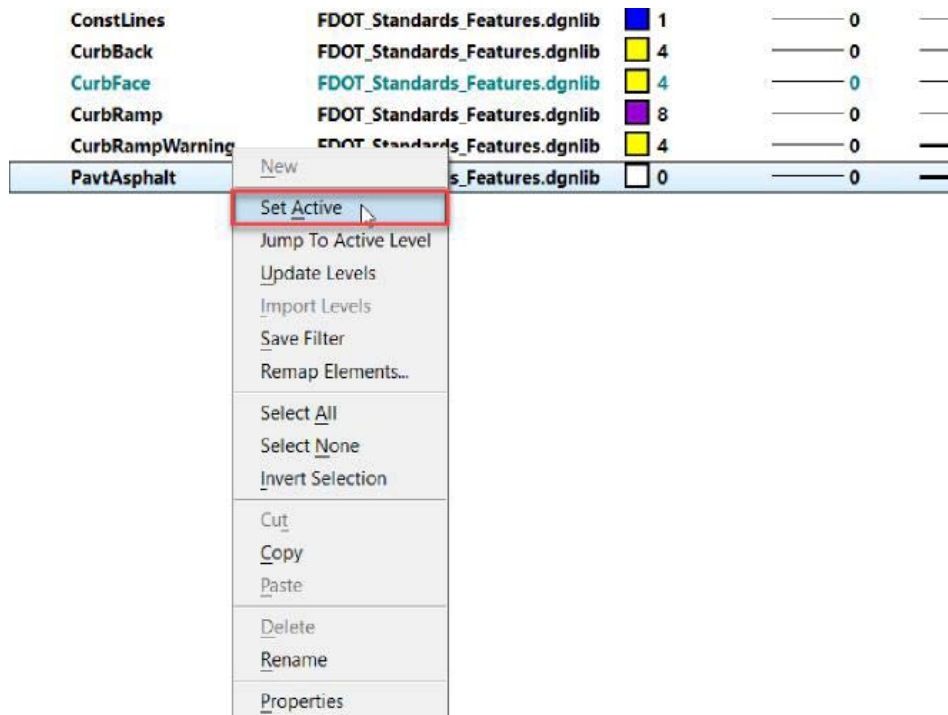 ConstLines FDOT_Standards_Features.dgnlib 1 0
CurbBack FDOT_Standards_Features.dgnlib 4 0
CurbFace FDOT_Standards_Features.dgnlib 4 0
CurbRamp FDOT_Standards_Features.dgnlib 8 0
CurbRampWarning FDOT_Standards_Features.dgnlib 4 0
PavtAsphalt s_Features.dgnlib 0 0
New
Set Active
Jump To Active Level
Update Levels
Import Levels
Save Filter
Remap Elements...
Select All
Select None
Invert Selection
Cut
Copy
Paste
Delete
Rename
Properties